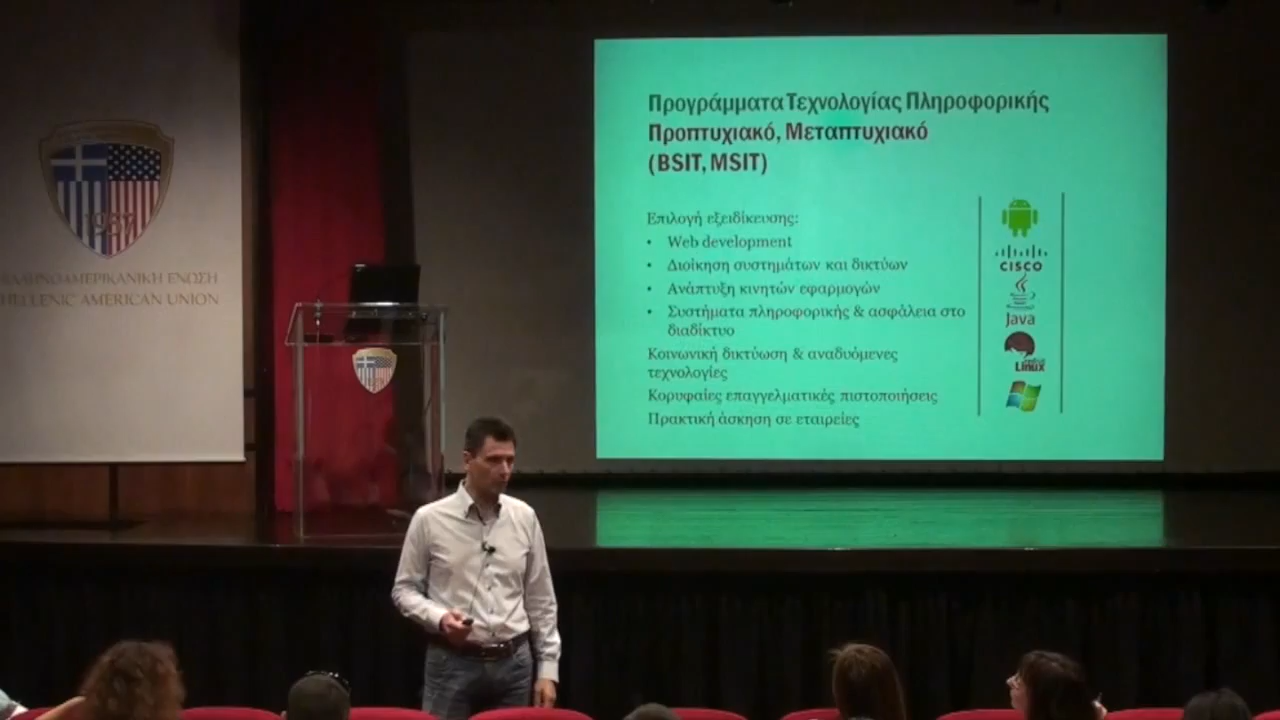 Προγράμματα Τεχνολογίας Πληροφορικής
Προπτυχιακό, Μεταπτυχιακό
(BSIT, MSIT)
Επιλογή εξειδίκευσης:
• Web development
• Διοίκηση συστημάτων και δικτύων
• Ανάπτυξη κινητών εφαρμογών
• Συστήματα πληροφορικής & ασφάλεια στο
διαδίκτυο
Κοινωνική δικτύωση & αναδυόμενες
τεχνολογίες
Κορυφαίες επαγγελματικές πιστοποιήσεις
Πρακτική άσκηση σε εταιρείες
CISCO
Java
Linux
1957
ΕΛΛΗΝΟΑΜΕΡΙΚΑΝΙΚΗ ΕΝΩΣΗ
HELLENIC AMERICAN UNION